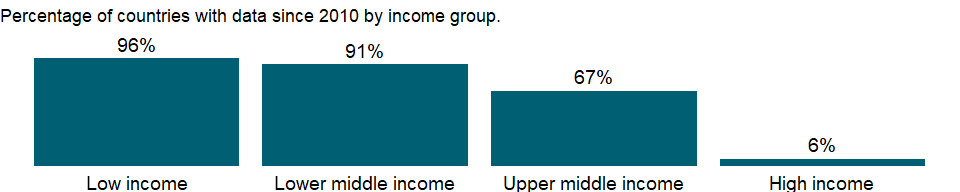 Percentage of countries with data since 2010 by income group.
96%
91%
67%
6%
Low income
Lower middle income
Upper middle income
High income